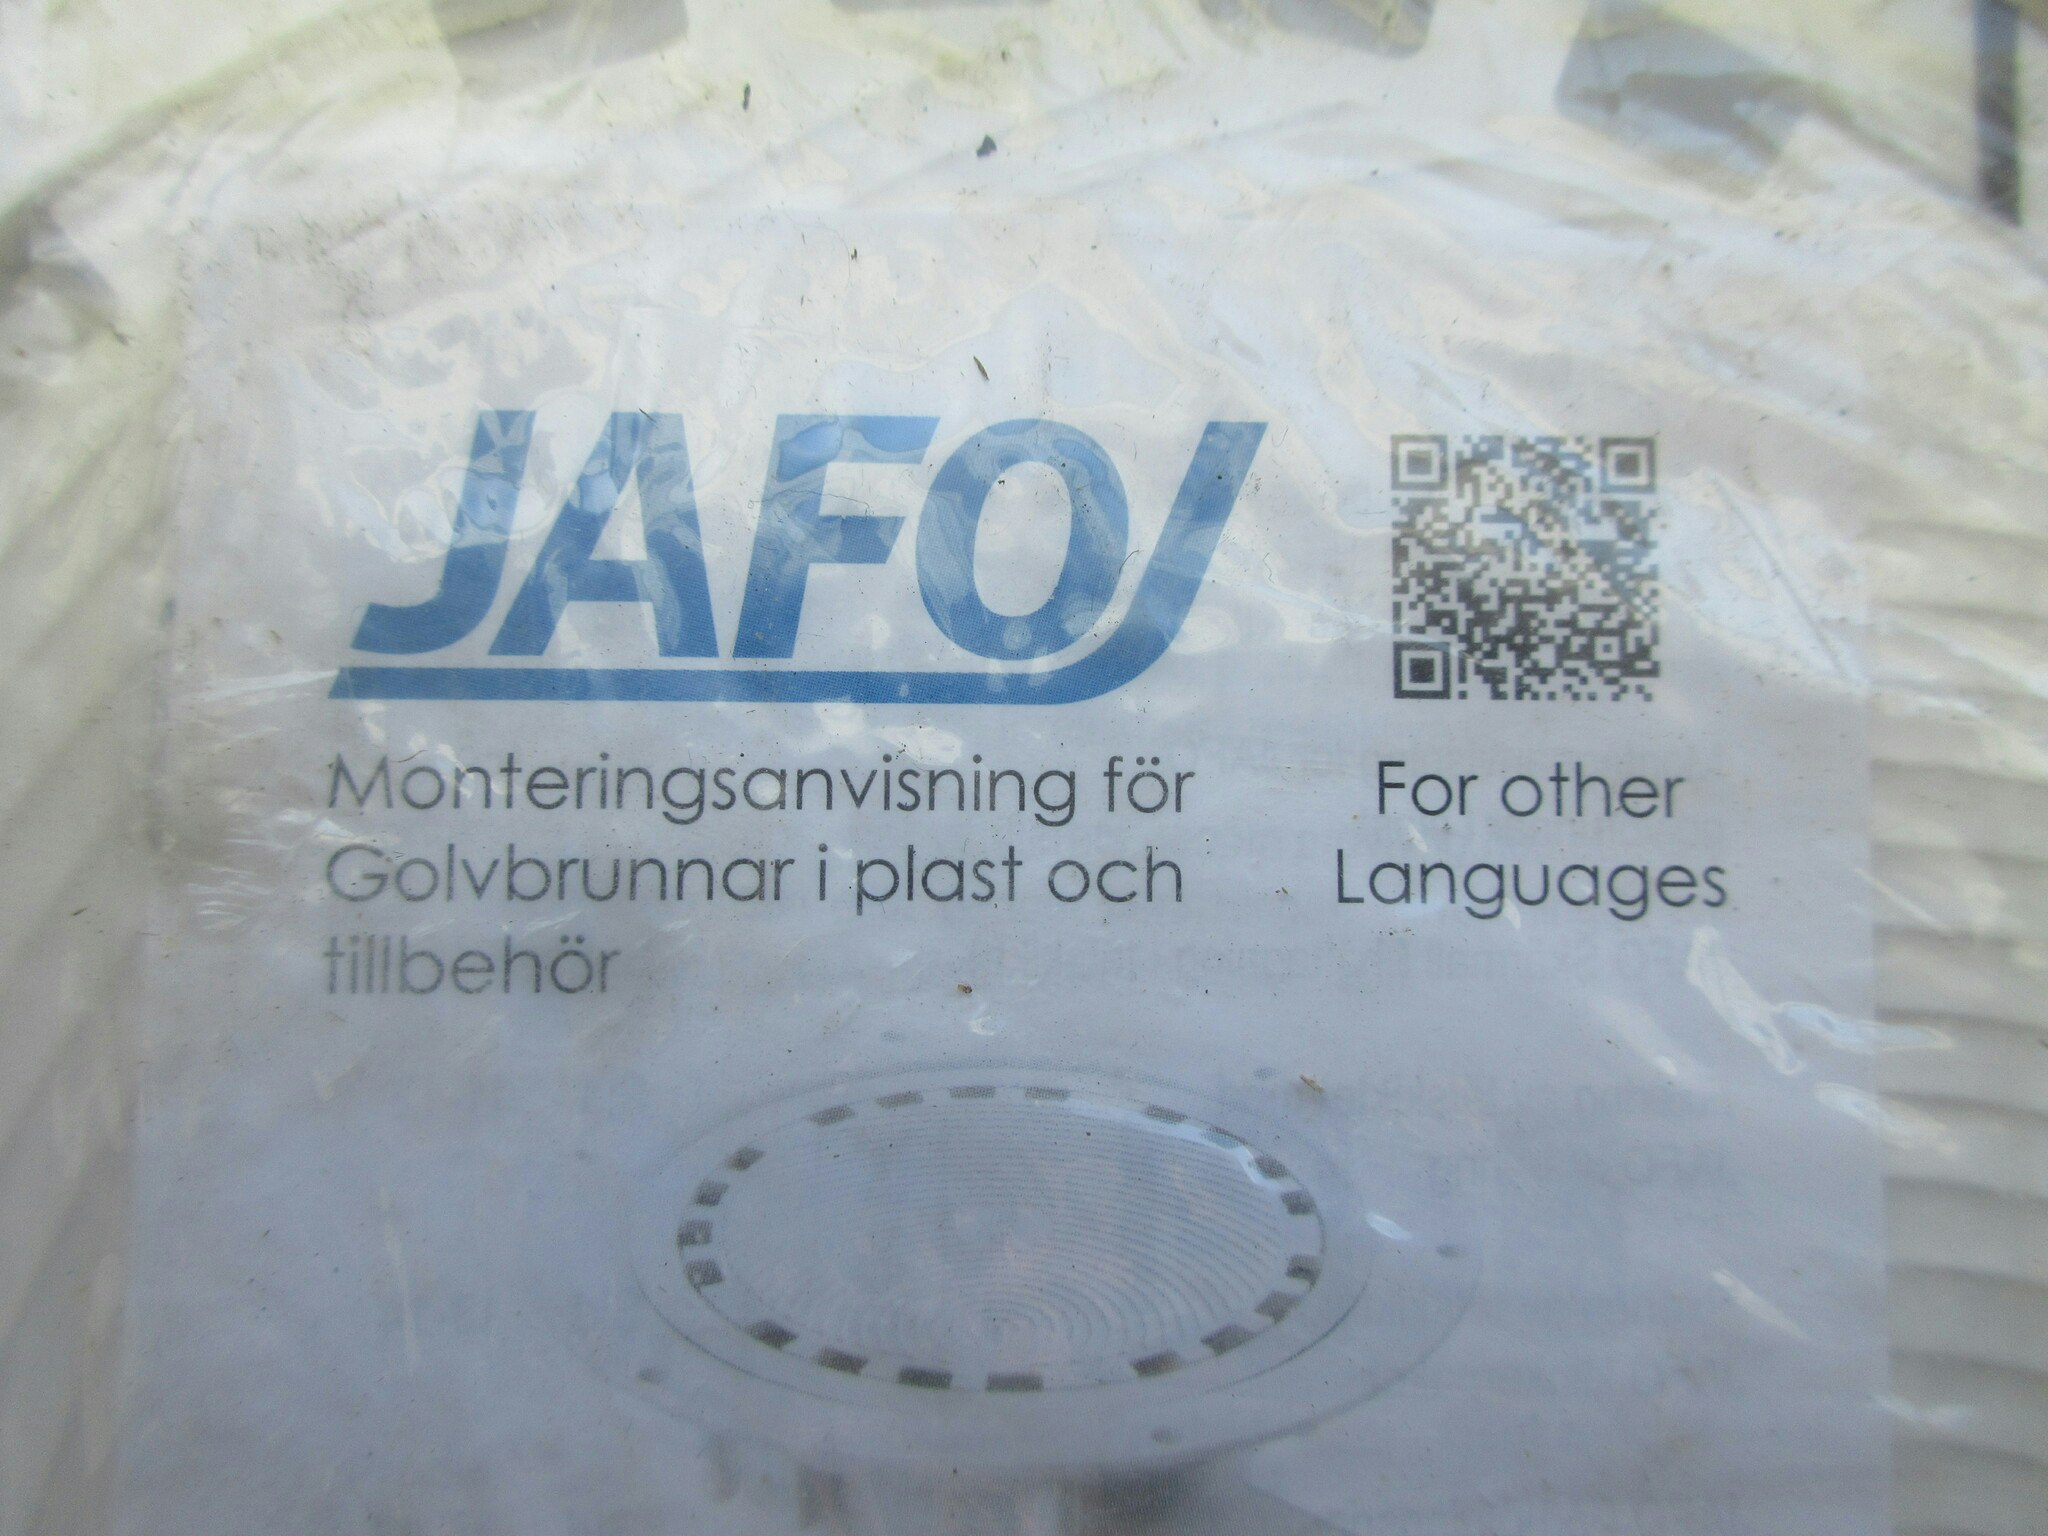 JAFO
Monteringsanvisning för
Golvbrunnar i plast och
tillbehör
For other
Languages